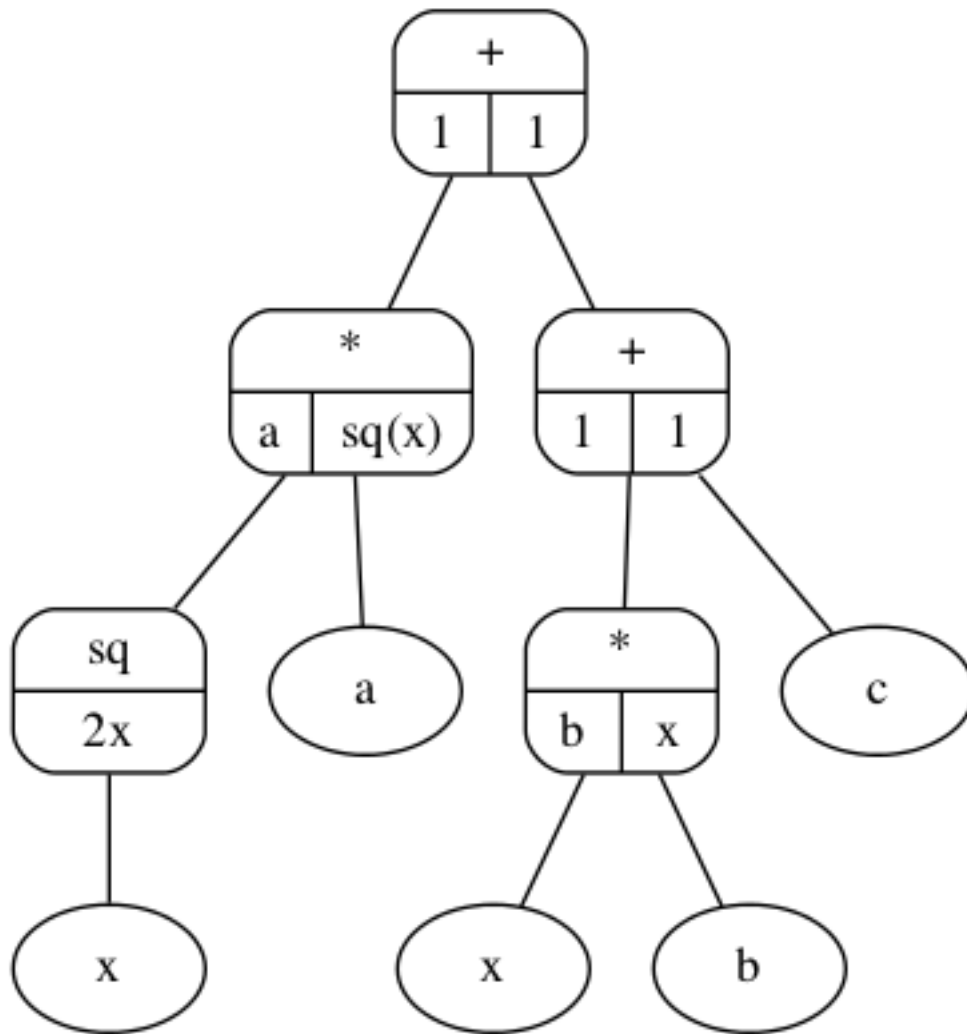 +
1 1
* +
a sq(x) 1 1
sq a * c
2x b x
x x b